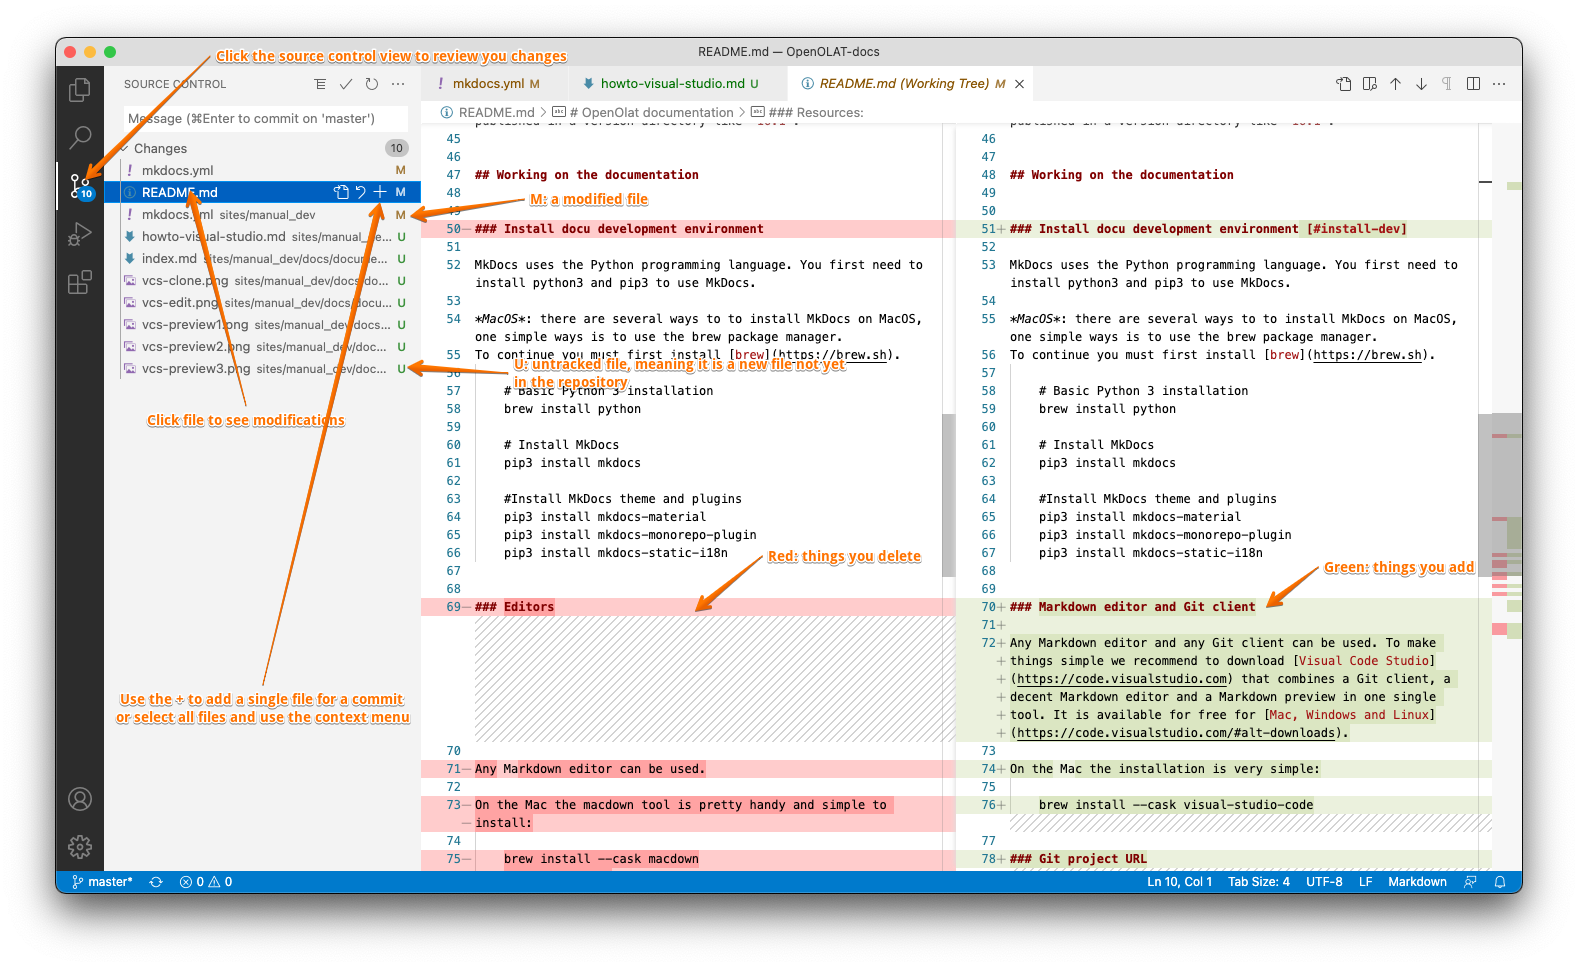 README.md — OpenOLAT-docs
Click the source control view to review you changes
SOURCE CONTROL
Message (⌘Enter to commit on 'master')
Changes 10
! mkdocs.yml M
README.md M
! mkdocs.yml sites/manual_dev M
howto-visual-studio.md sites/manual_de... U
index.md sites/manual_dev/docs/docume... U
vcs-clone.png sites/manual_dev/docs/do... U
vcs-edit.png sites/manual_dev/docs/docu... U
vcs-preview1.png sites/manual_dev/docs... U
vcs-preview2.png sites/manual_dev/doc... U
vcs-preview3.png sites/manual_dev/doc... U
10
M: a modified file
U: untracked file, meaning it is a new file not yet
in the repository
Click file to see modifications
Use the + to add a single file for a commit
or select all files and use the context menu
! mkdocs.yml M
howto-visual-studio.md U
README.md (Working Tree) M
README.md > # OpenOlat documentation > ### Resources:
published in a version directory like
45
46
47 ## Working on the documentation
48
49
50— ### Install docu development environment
51
52 MkDocs uses the Python programming language. You first need to
install python3 and pip3 to use MkDocs.
53
54 *MacOS*: there are several ways to to install MkDocs on MacOS,
one simple ways is to use the brew package manager.
55 To continue you must first install [brew](https://brew.sh).
56
57 # Basic Python 3 installation
58 brew install python
59
60 # Install MkDocs
61 pip3 install mkdocs
62
63 #Install MkDocs theme and plugins
64 pip3 install mkdocs-material
65 pip3 install mkdocs-monorepo-plugin
66 pip3 install mkdocs-static-i18n
67
68
69— ### Editors
70
71— Any Markdown editor can be used.
72
73— On the Mac the macdown tool is pretty handy and simple to
— install:
74
75— brew install --cask macdown
Red: things you delete
published in a version directory like
46
47
48 ## Working on the documentation
49
50
51+ ### Install docu development environment [#install-dev]
52
53 MkDocs uses the Python programming language. You first need to
install python3 and pip3 to use MkDocs.
54
55 *MacOS*: there are several ways to to install MkDocs on MacOS,
one simple ways is to use the brew package manager.
56 To continue you must first install [brew](https://brew.sh).
57
58 # Basic Python 3 installation
59 brew install python
60
61 # Install MkDocs
62 pip3 install mkdocs
63
64 #Install MkDocs theme and plugins
65 pip3 install mkdocs-material
66 pip3 install mkdocs-monorepo-plugin
67 pip3 install mkdocs-static-i18n
68
69
70+ ### Markdown editor and Git client
71+
72+ Any Markdown editor and any Git client can be used. To make
+ things simple we recommend to download [Visual Code Studio]
+ (https://code.visualstudio.com) that combines a Git client, a
+ decent Markdown editor and a Markdown preview in one single
+ tool. It is available for free for [Mac, Windows and Linux]
+ (https://code.visualstudio.com/#alt-downloads).
73
74+ On the Mac the installation is very simple:
75
76+ brew install --cask visual-studio-code
77
78+ ### Git project URL
Green: things you add
master* 0 0
Ln 10, Col 1 Tab Size: 4 UTF-8 LF Markdown